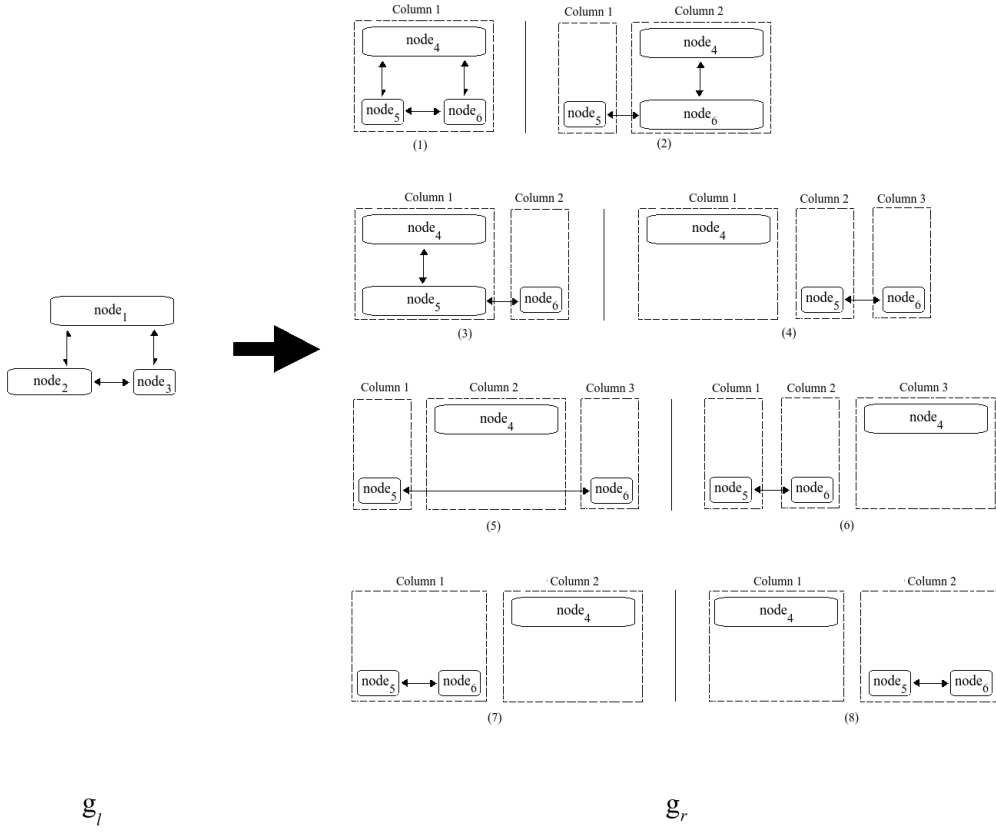 Column 1
Column 1 Column 2
node4
node4
node5 node6
node5 node6
(1)
(2)
Column 1 Column 2
Column 1 Column 2 Column 3
node4
node4
node5 node6
node5 node6
(3)
(4)
node1
node2 node3
Column 1 Column 2 Column 3
Column 1 Column 2 Column 3
node4
node4
node5 node6
node5 node6
(5)
(6)
Column 1 Column 2
Column 1 Column 2
node4
node4
node5 node6
node5 node6
(7)
(8)
gl
gr